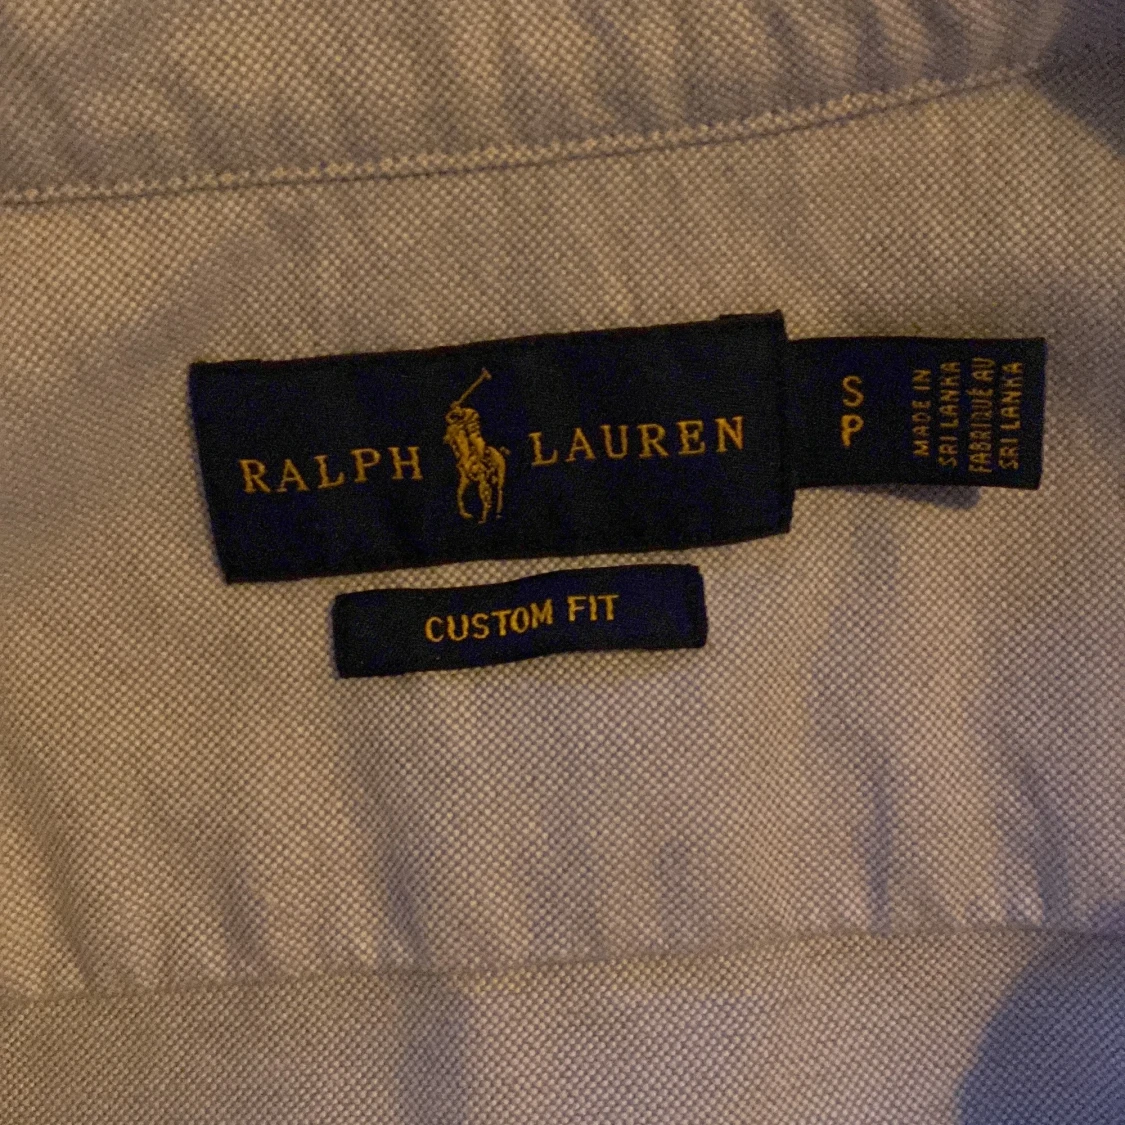 RALPH LAUREN
CUSTOM FIT
S
P
MADE IN
SRI LANKA
FABRIQUÉ AU
SRI LANKA